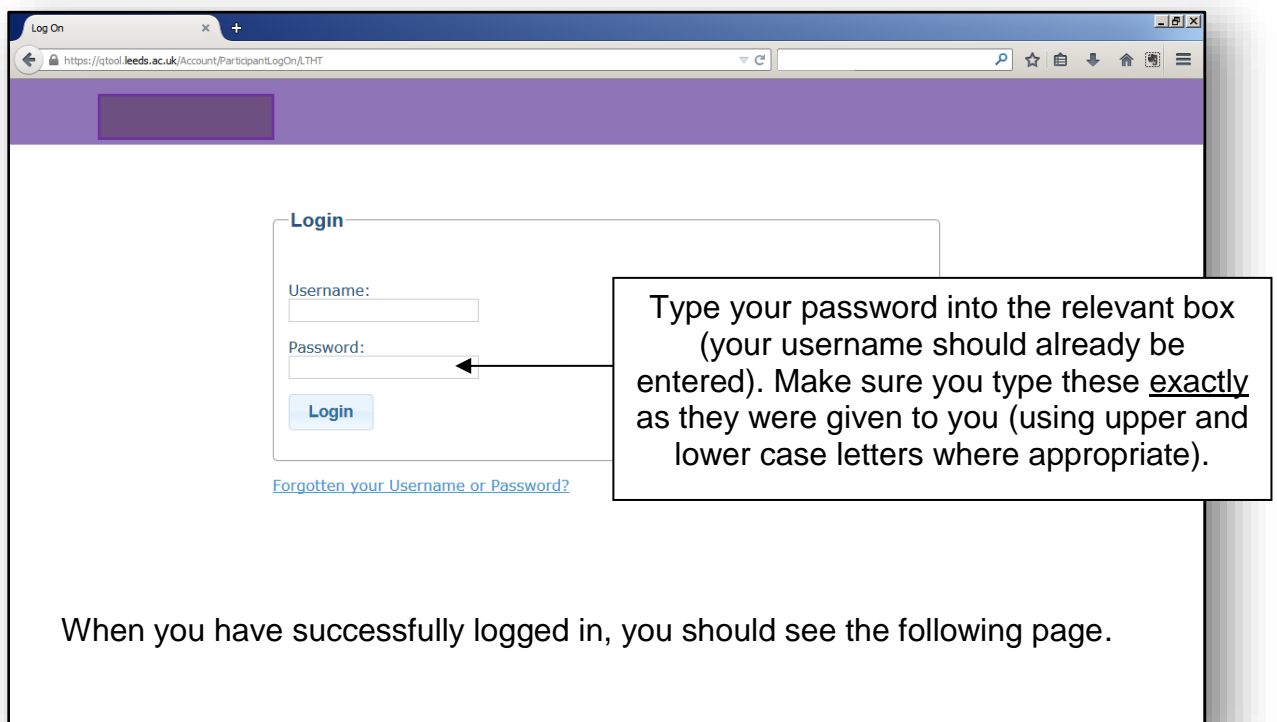 Log On
https://qtool.leeds.ac.uk/Account/ParticipantLogOn/LTHT
Login
Username:
Password:
Login
Forgotten your Username or Password?
Type your password into the relevant box
(your username should already be
entered). Make sure you type these exactly
as they were given to you (using upper and
lower case letters where appropriate).
When you have successfully logged in, you should see the following page.